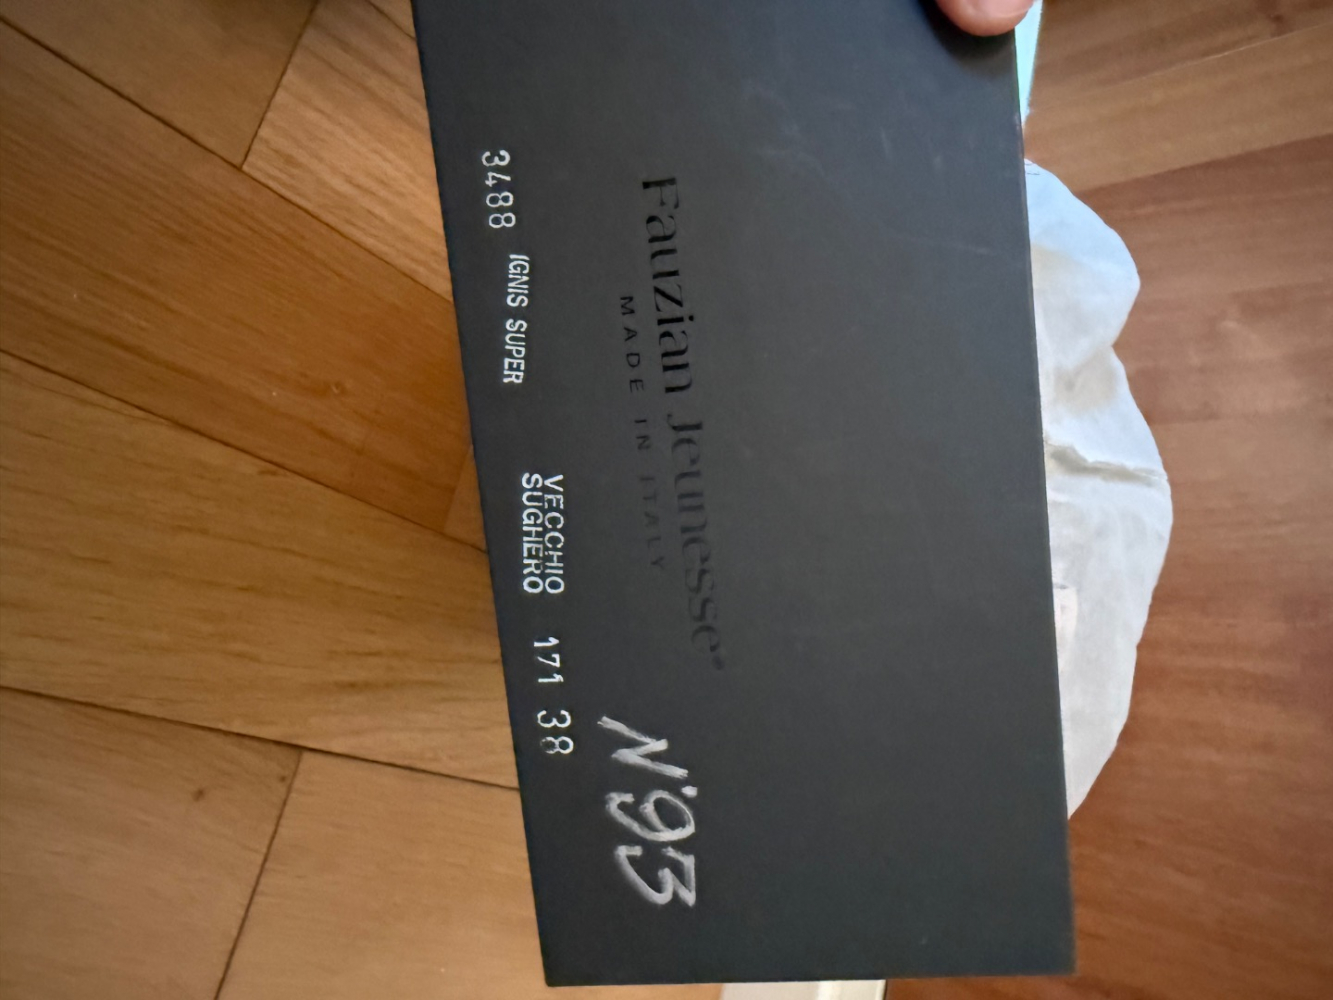 Fauzian Jeunesse®
MADE IN ITALY
N°93
3488 IGNIS SUPER VECCHIO 171 38
SUGHERO